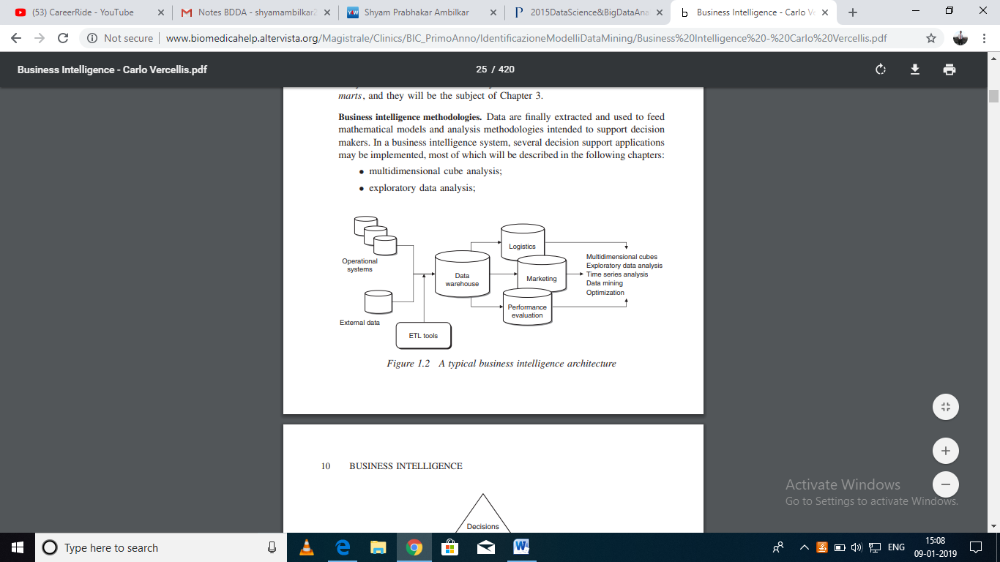 (53) CareerRide - YouTube
Notes BDDA - shyamambilkar2
Shyam Prabhakar Ambilkar
2015DataScience&BigDataAna
Business Intelligence - Carlo Ve
Not secure | www.biomedicahelp.altervista.org/Magistrale/Clinics/BIC_PrimoAnno/IdentificazioneModelliDataMining/Business%20Intelligence%20-%20Carlo%20Vercellis.pdf
Business Intelligence - Carlo Vercellis.pdf
25 / 420
marts, and they will be the subject of Chapter 3.
Business intelligence methodologies. Data are finally extracted and used to feed
mathematical models and analysis methodologies intended to support decision
makers. In a business intelligence system, several decision support applications
may be implemented, most of which will be described in the following chapters:
• multidimensional cube analysis;
• exploratory data analysis;
Operational
systems
External data
ETL tools
Data
warehouse
Logistics
Marketing
Performance
evaluation
Multidimensional cubes
Exploratory data analysis
Time series analysis
Data mining
Optimization
Figure 1.2 A typical business intelligence architecture
10 BUSINESS INTELLIGENCE
Decisions
Activate Windows
Go to Settings to activate Windows.
Type here to search
ENG
15:08
09-01-2019